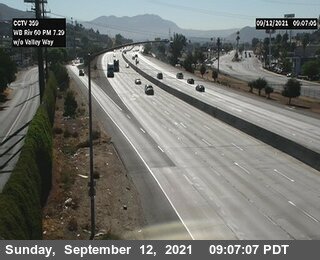 CCTV 359
WB Riv 60 PM 7.29
w/o Valley Way
09/12/2021 09:07:05
Sunday, September 12, 2021 09:07:07 PDT